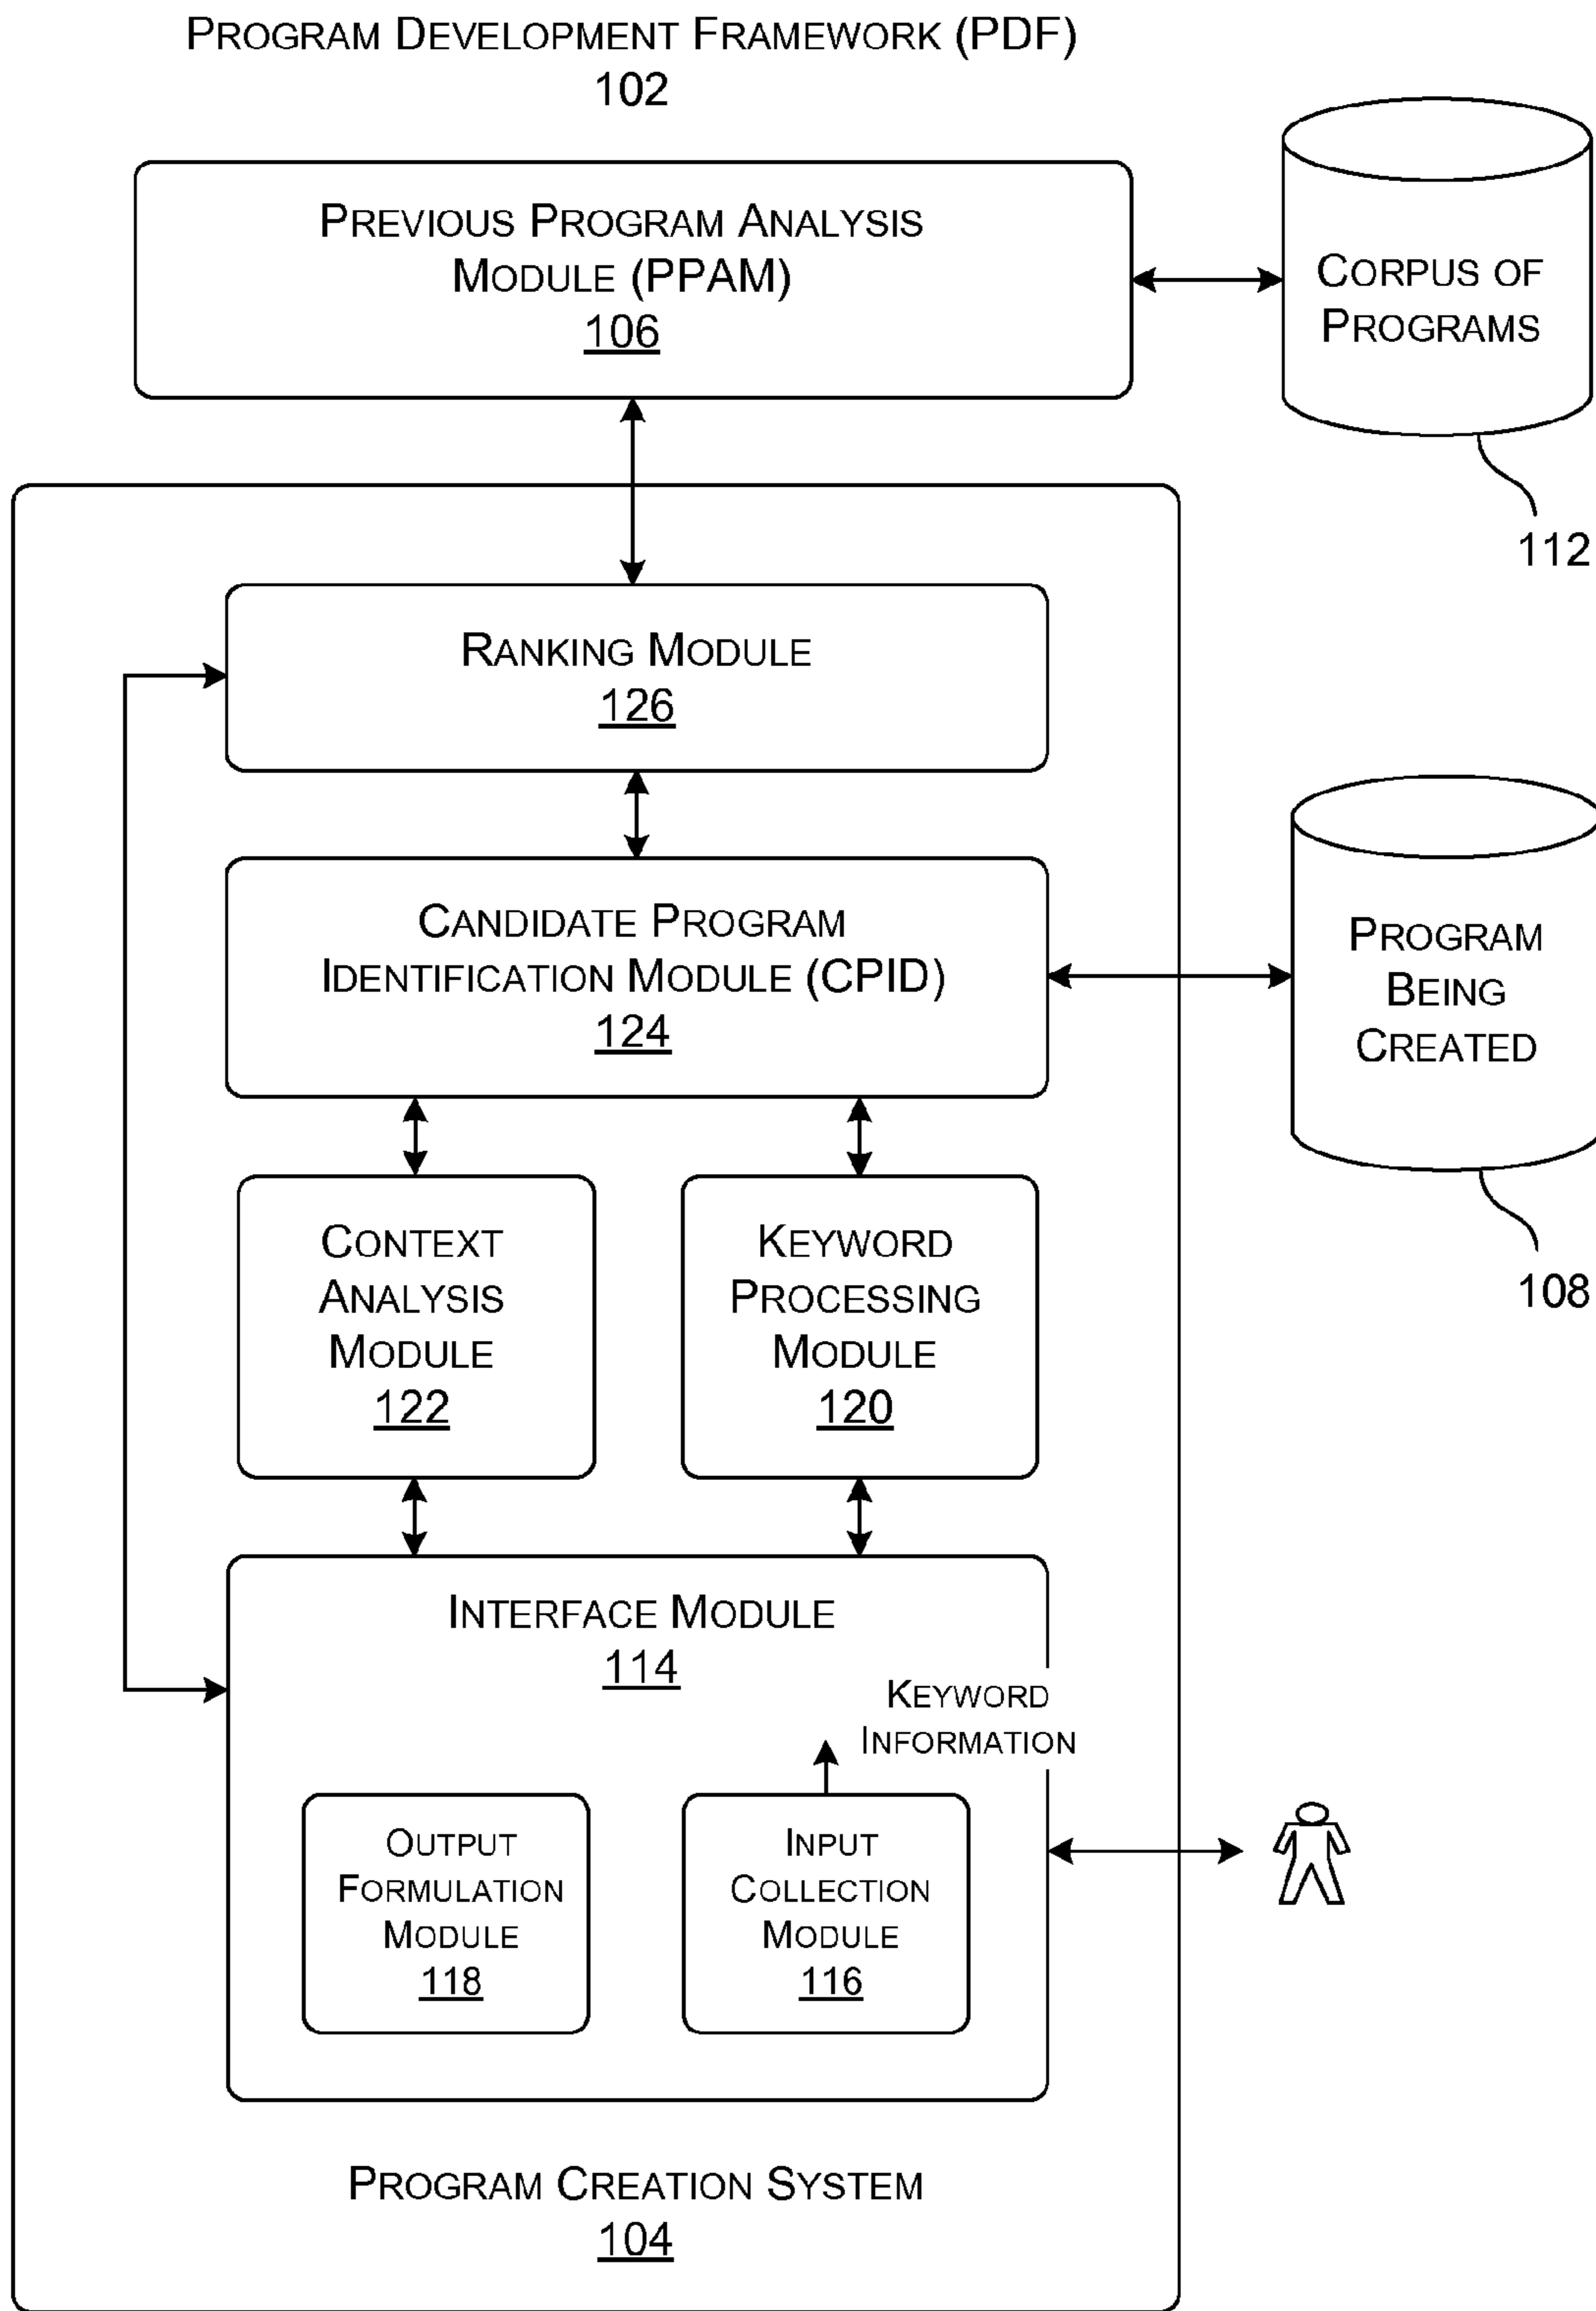 PROGRAM DEVELOPMENT FRAMEWORK (PDF)
102
PREVIOUS PROGRAM ANALYSIS
MODULE (PPAM)
106
CORPUS OF
PROGRAMS
112
RANKING MODULE
126
CANDIDATE PROGRAM
IDENTIFICATION MODULE (CPID)
124
PROGRAM
BEING
CREATED
108
CONTEXT
ANALYSIS
MODULE
122
KEYWORD
PROCESSING
MODULE
120
INTERFACE MODULE
114
KEYWORD
INFORMATION
OUTPUT
FORMULATION
MODULE
118
INPUT
COLLECTION
MODULE
116
PROGRAM CREATION SYSTEM
104